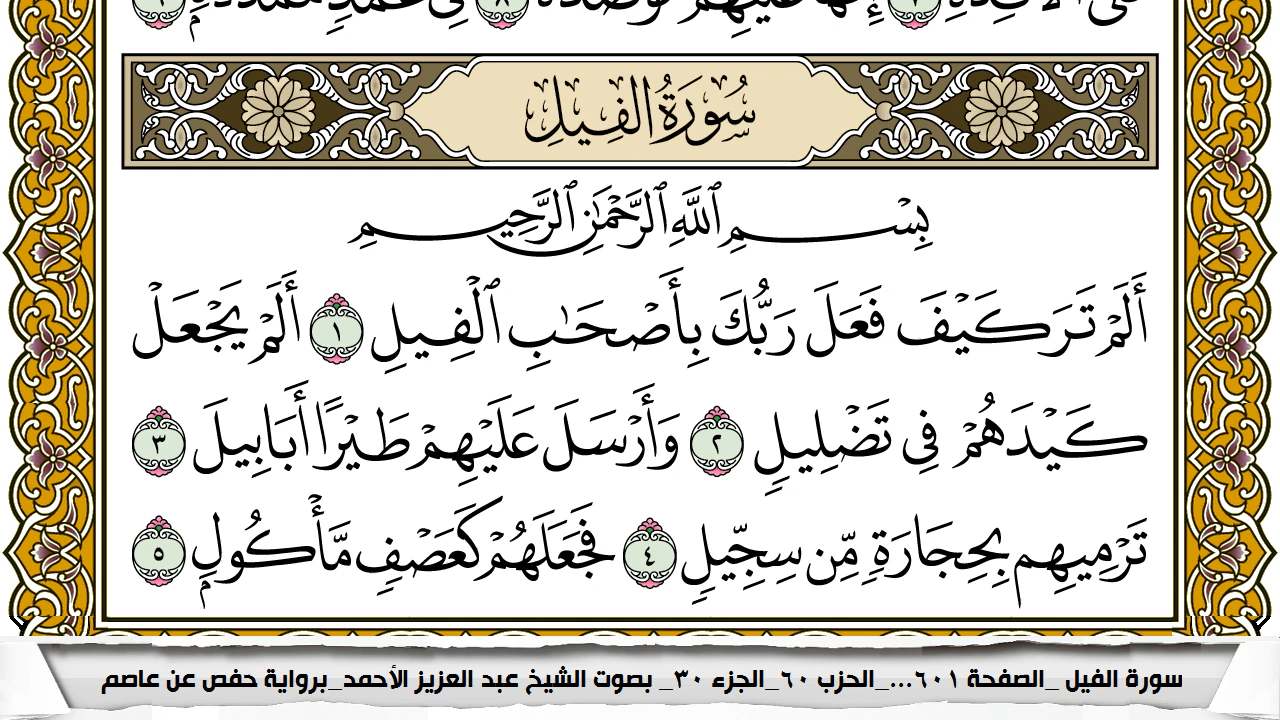 سُورَةُ الفِيلِ
بِسْمِ ٱللَّهِ ٱلرَّحْمَٰنِ ٱلرَّحِيمِ
أَلَمْ تَرَ كَيْفَ فَعَلَ رَبُّكَ بِأَصْحَٰبِ ٱلْفِيلِ ١ أَلَمْ يَجْعَلْ
كَيْدَهُمْ فِى تَضْلِيلٍ ٢ وَأَرْسَلَ عَلَيْهِمْ طَيْرًا أَبَابِيلَ ٣
تَرْمِيهِم بِحِجَارَةٍ مِّن سِجِّيلٍ ٤ فَجَعَلَهُمْ كَعَصْفٍ مَّأْكُولٍ ٥
سورة الفيل _الصفحة ٦٠١..._الحزب ٦٠_الجزء ٣٠_ بصوت الشيخ عبد العزيز الأحمد_برواية حفص عن عاصم